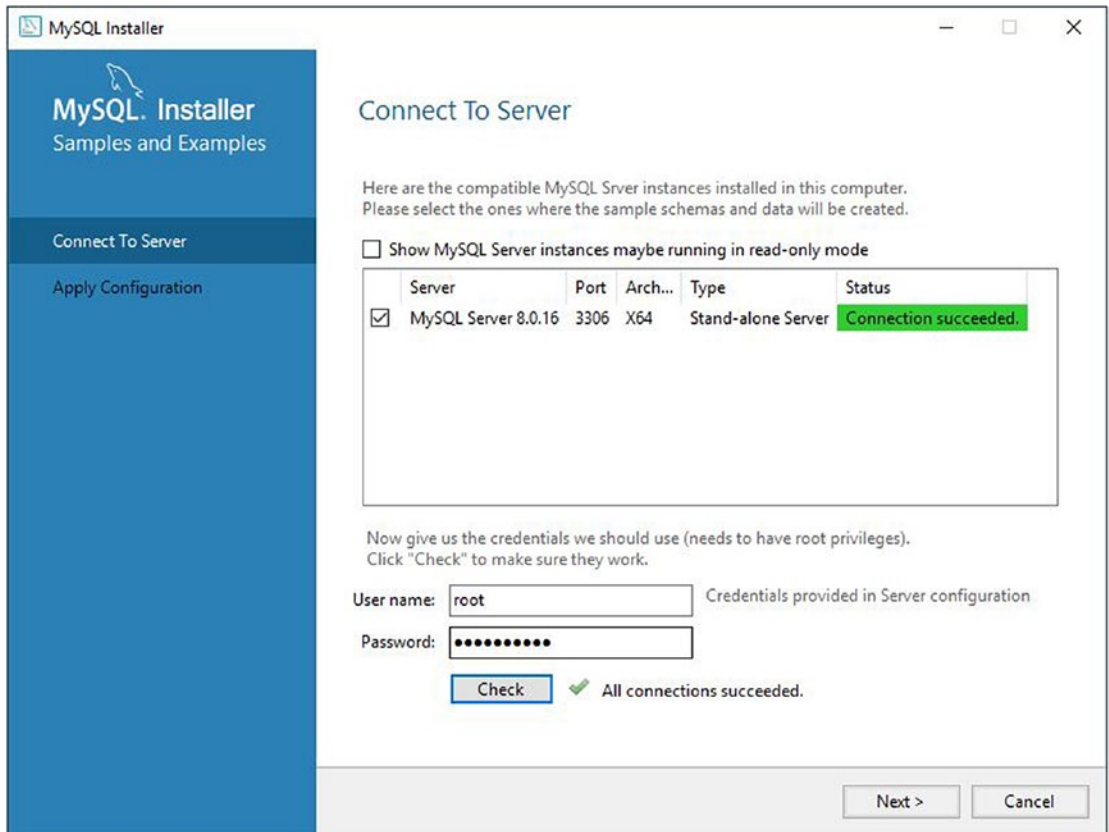 MySQL Installer
MySQL. Installer
Samples and Examples
Connect To Server
Apply Configuration
Connect To Server
Here are the compatible MySQL Srver instances installed in this computer.
Please select the ones where the sample schemas and data will be created.
Show MySQL Server instances maybe running in read-only mode
Server Port Arch... Type Status
MySQL Server 8.0.16 3306 X64 Stand-alone Server Connection succeeded.
Now give us the credentials we should use (needs to have root privileges).
Click "Check" to make sure they work.
User name: root Credentials provided in Server configuration
Password: ●●●●●●●●●●
Check All connections succeeded.
Next > Cancel